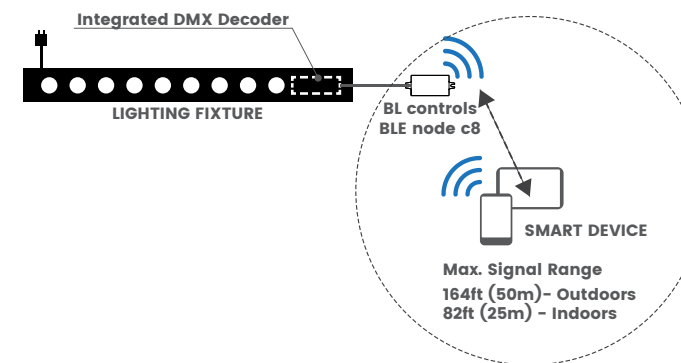 Integrated DMX Decoder
LIGHTING FIXTURE
BL controls
BLE node c8
SMART DEVICE
Max. Signal Range
164ft (50m)- Outdoors
82ft (25m) - Indoors